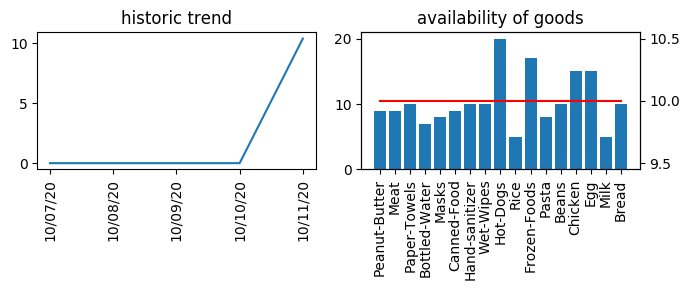 historic trend
10
5
0
10/07/20
10/08/20
10/09/20
10/10/20
10/11/20
availability of goods
20
10
0
10.5
10.0
9.5
Peanut-Butter
Meat
Paper-Towels
Bottled-Water
Masks
Canned-Food
Hand-sanitizer
Wet-Wipes
Hot-Dogs
Rice
Frozen-Foods
Pasta
Beans
Chicken
Egg
Milk
Bread